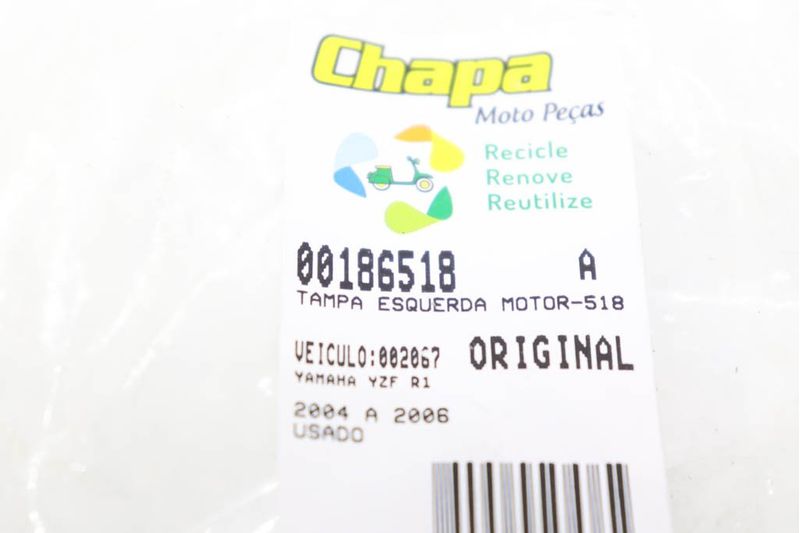 Chapa
Moto Peças
Recicle
Renove
Reutilize
00186518 A
TAMPA ESQUERDA MOTOR-518
VEICULO:002067 ORIGINAL
YAMAHA YZF R1
2004 A 2006
USADO